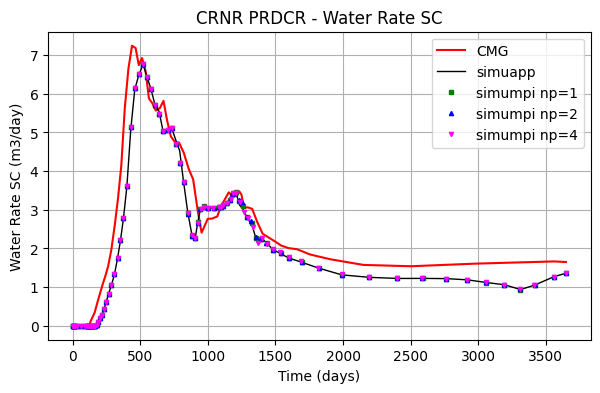 CRNR PRDCR - Water Rate SC
CMG
simuapp
simumpi np=1
simumpi np=2
simumpi np=4
Water Rate SC (m3/day)
7
6
5
4
3
2
1
0
0 500 1000 1500 2000 2500 3000 3500
Time (days)